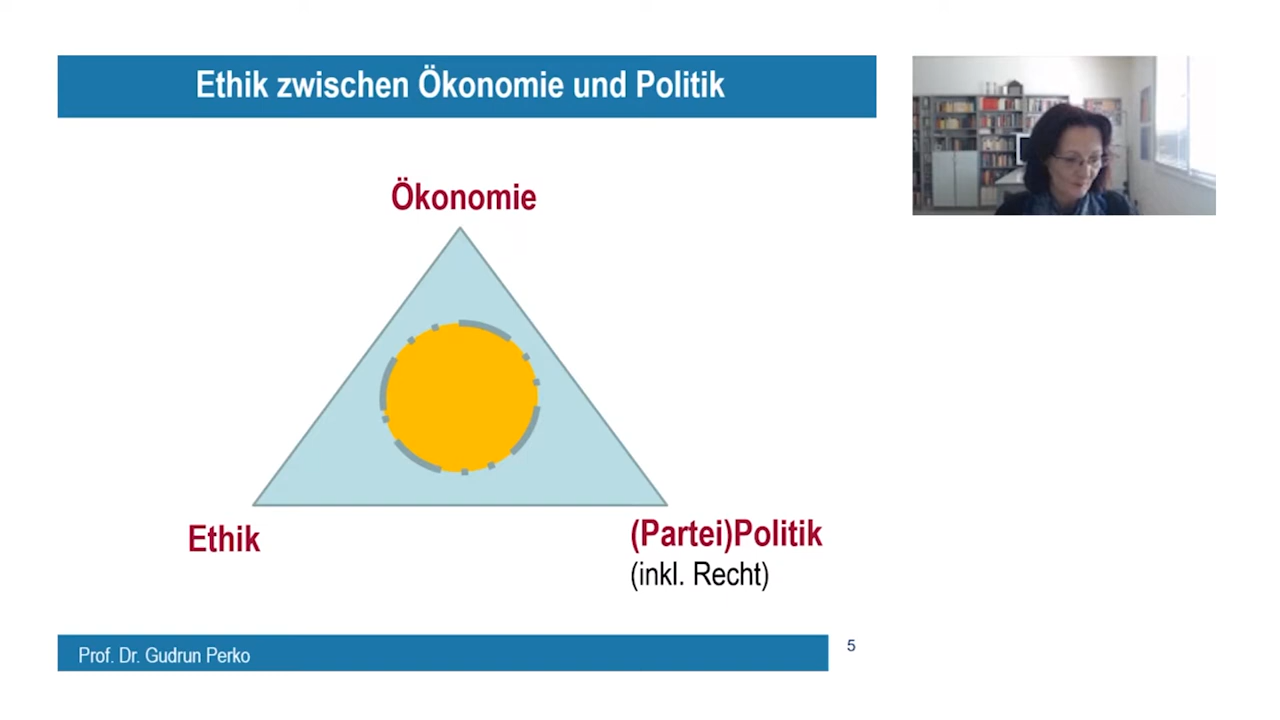 Ethik zwischen Ökonomie und Politik
Ökonomie
Ethik
(Partei)Politik
(inkl. Recht)
Prof. Dr. Gudrun Perko
5